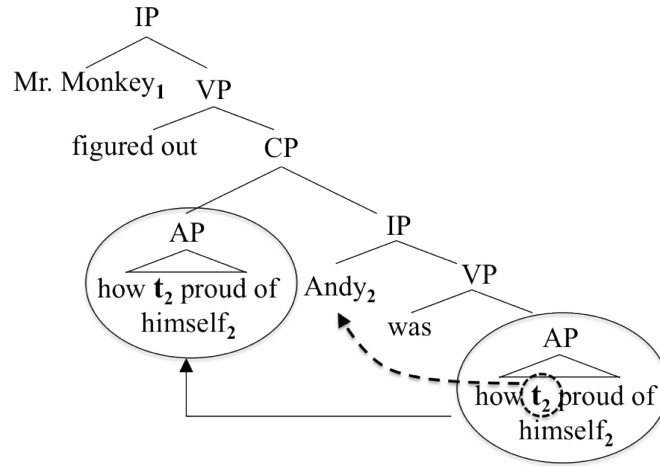 IP
Mr. Monkey1 VP
figured out CP
AP IP
how t2 proud of himself2 Andy2 VP
was AP
how t2 proud of himself2